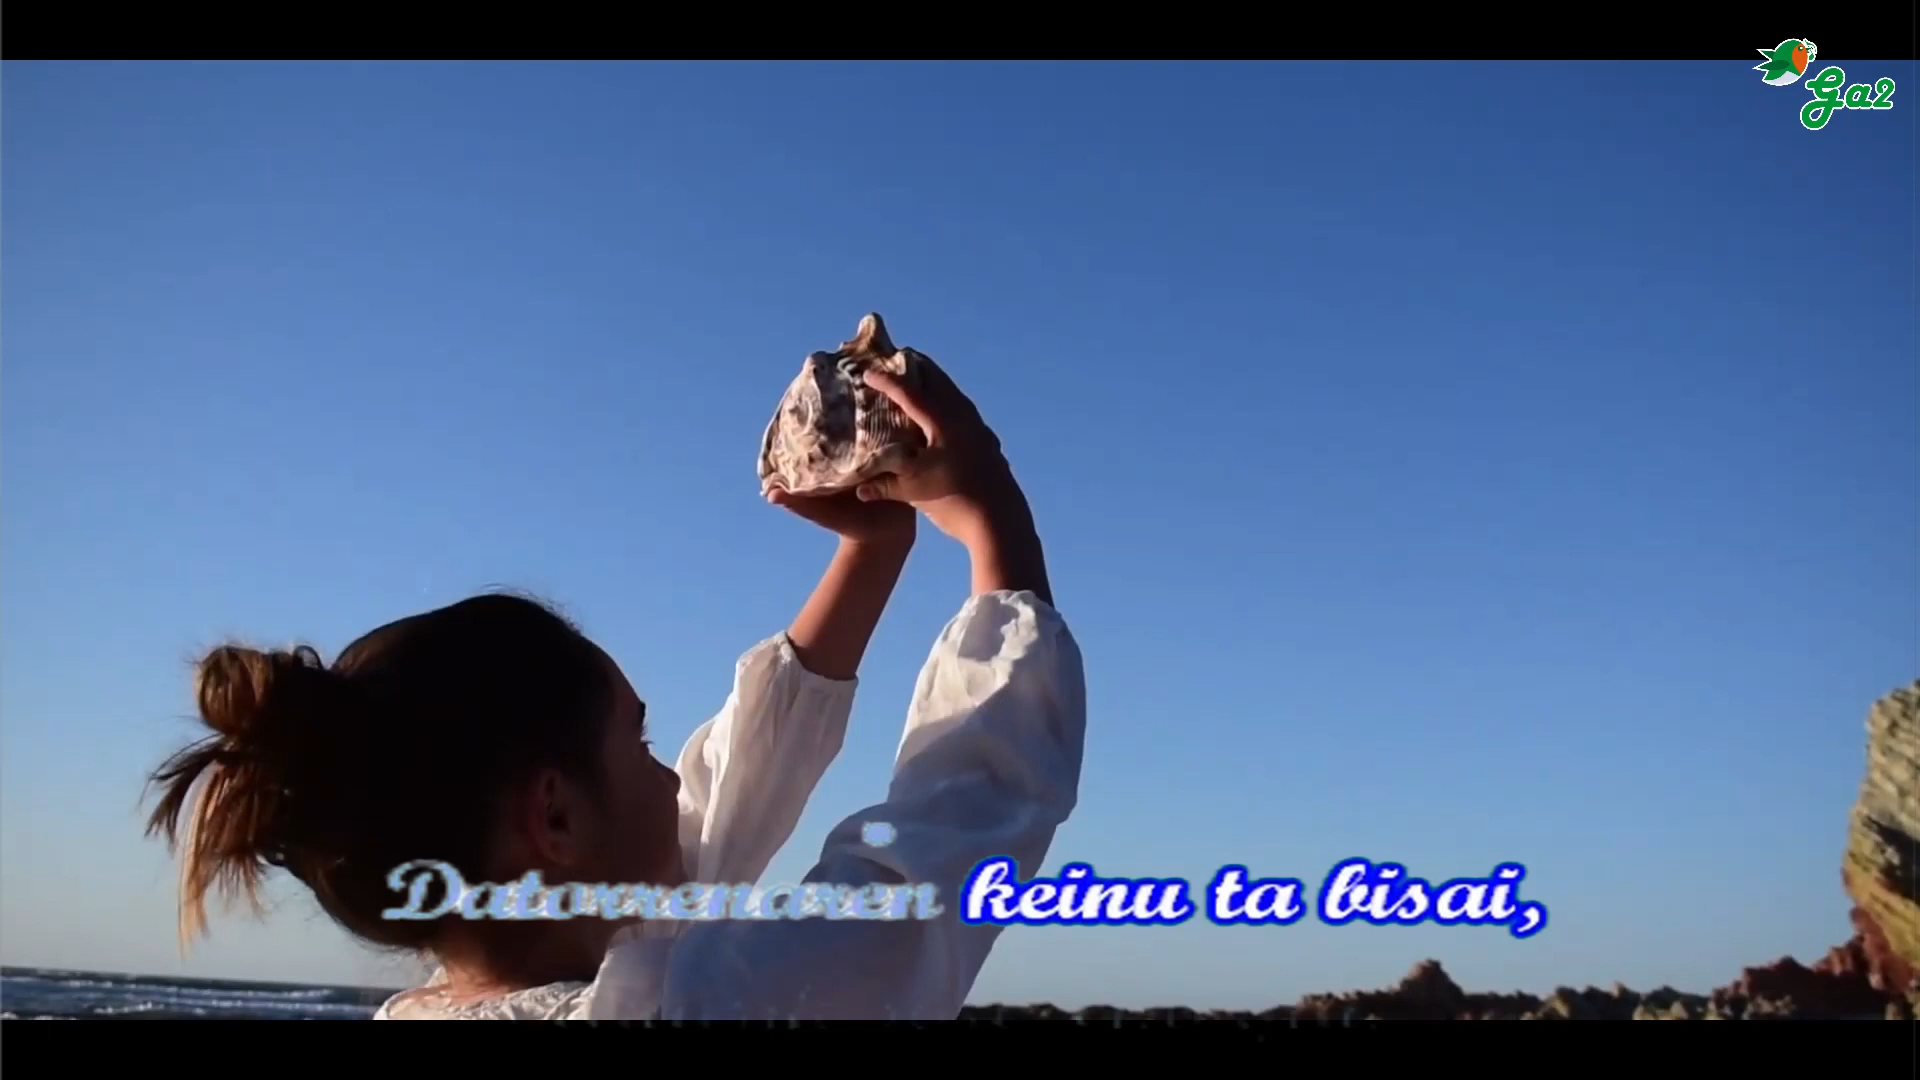 Ga2
Datorrenaren keinu ta bisai,